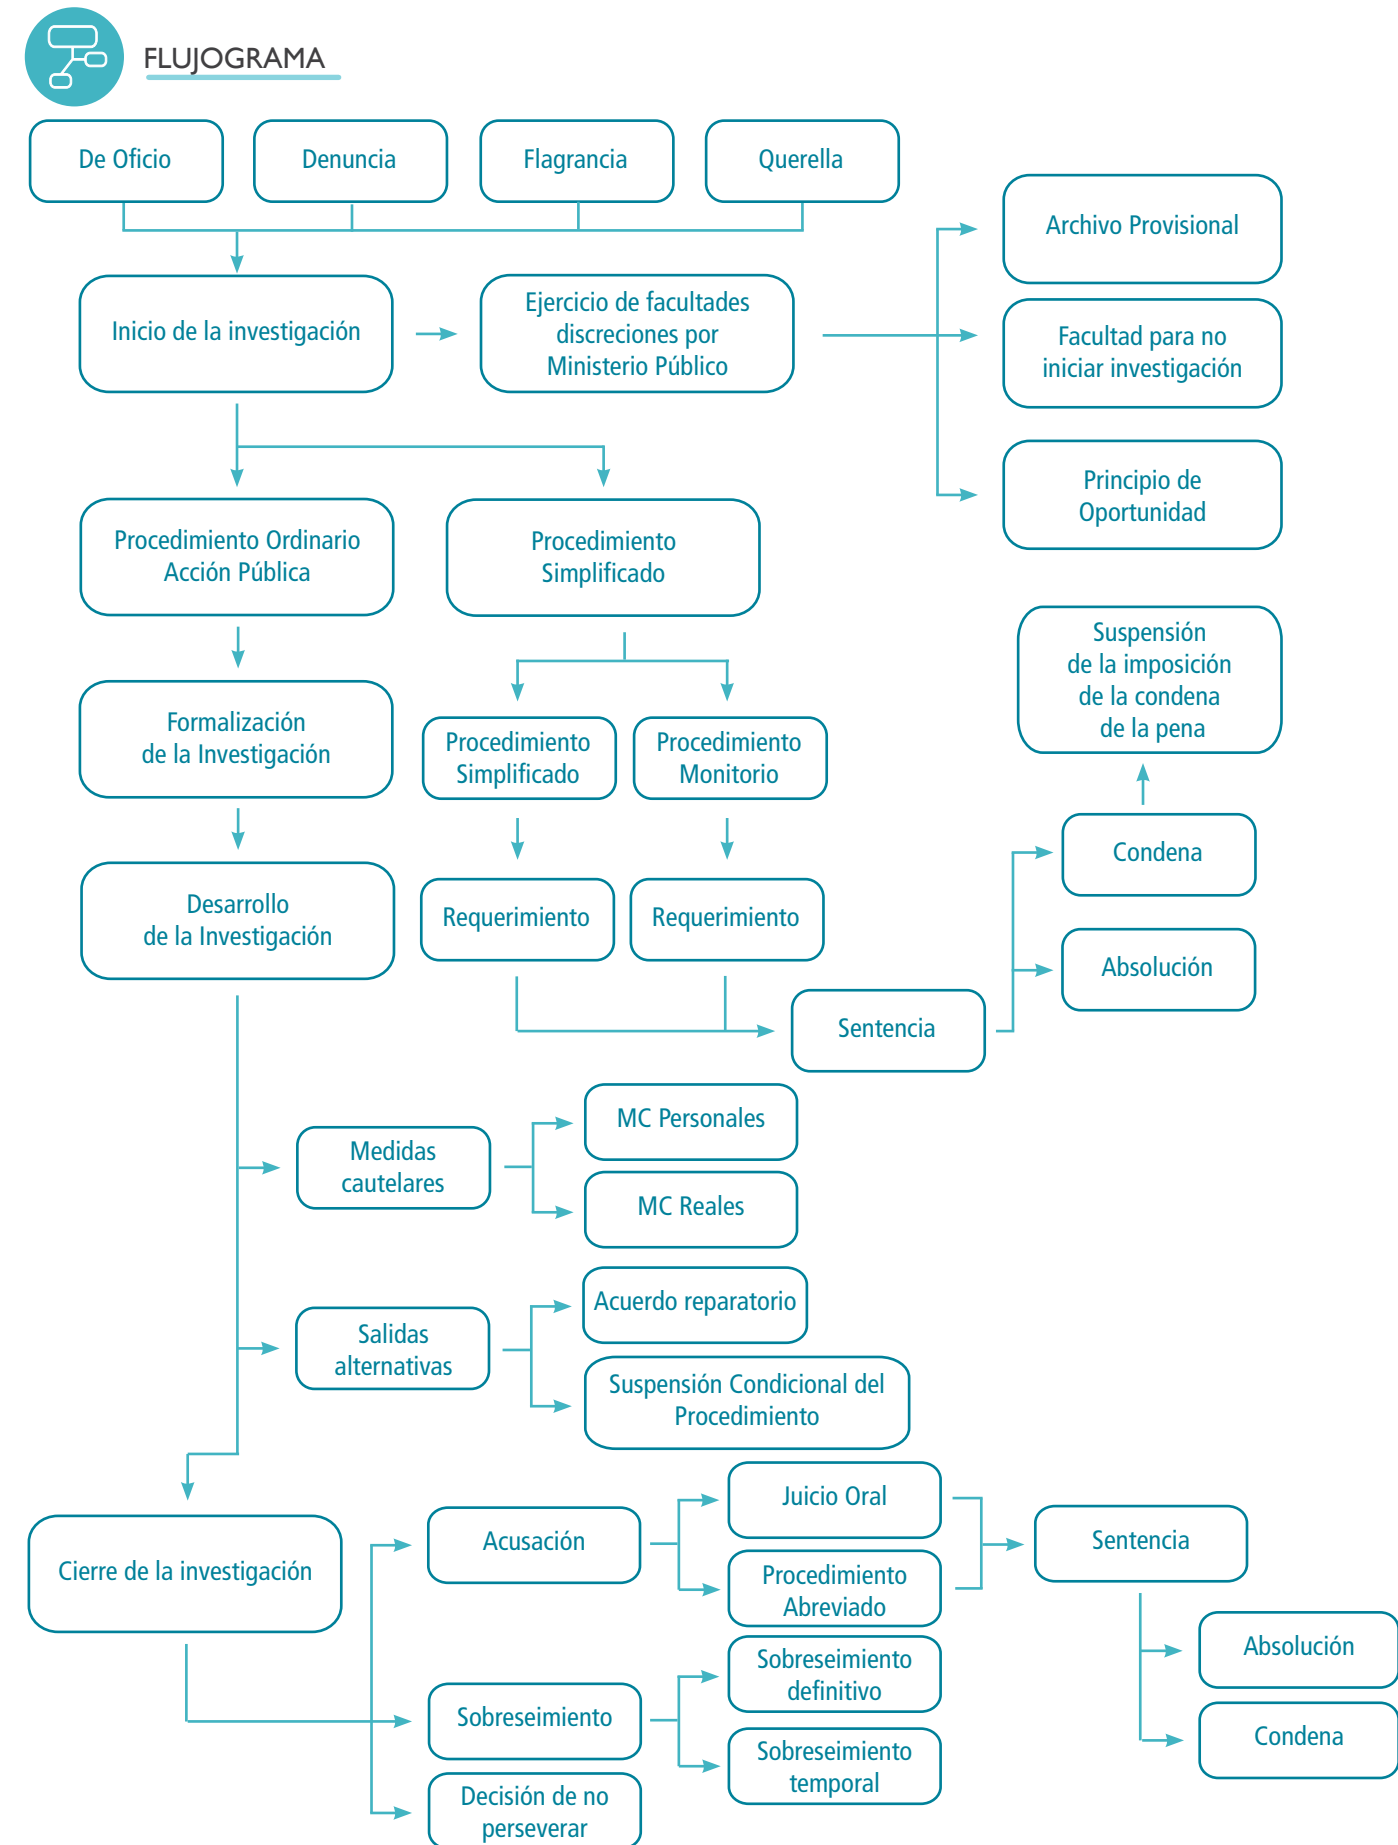 FLUJOGRAMA
De Oficio
Denuncia
Flagrancia
Querella
Archivo Provisional
Inicio de la investigación
Ejercicio de facultades
discreciones por
Ministerio Público
Facultad para no
iniciar investigación
Principio de
Oportunidad
Procedimiento Ordinario
Acción Pública
Procedimiento
Simplificado
Suspensión
de la imposición
de la condena
de la pena
Formalización
de la Investigación
Procedimiento
Simplificado
Procedimiento
Monitorio
Condena
Desarrollo
de la Investigación
Requerimiento
Requerimiento
Absolución
Sentencia
Medidas
cautelares
MC Personales
MC Reales
Salidas
alternativas
Acuerdo reparatorio
Suspensión Condicional del
Procedimiento
Cierre de la investigación
Acusación
Juicio Oral
Procedimiento
Abreviado
Sentencia
Absolución
Condena
Sobreseimiento
Sobreseimiento
definitivo
Sobreseimiento
temporal
Decisión de no
perseverar